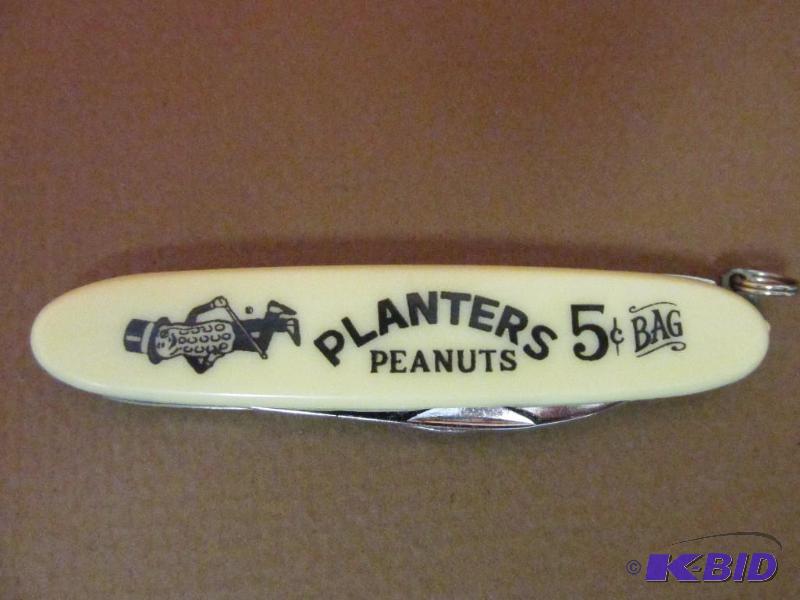 PLANTERS
PEANUTS
5¢ BAG
®
© K-BID